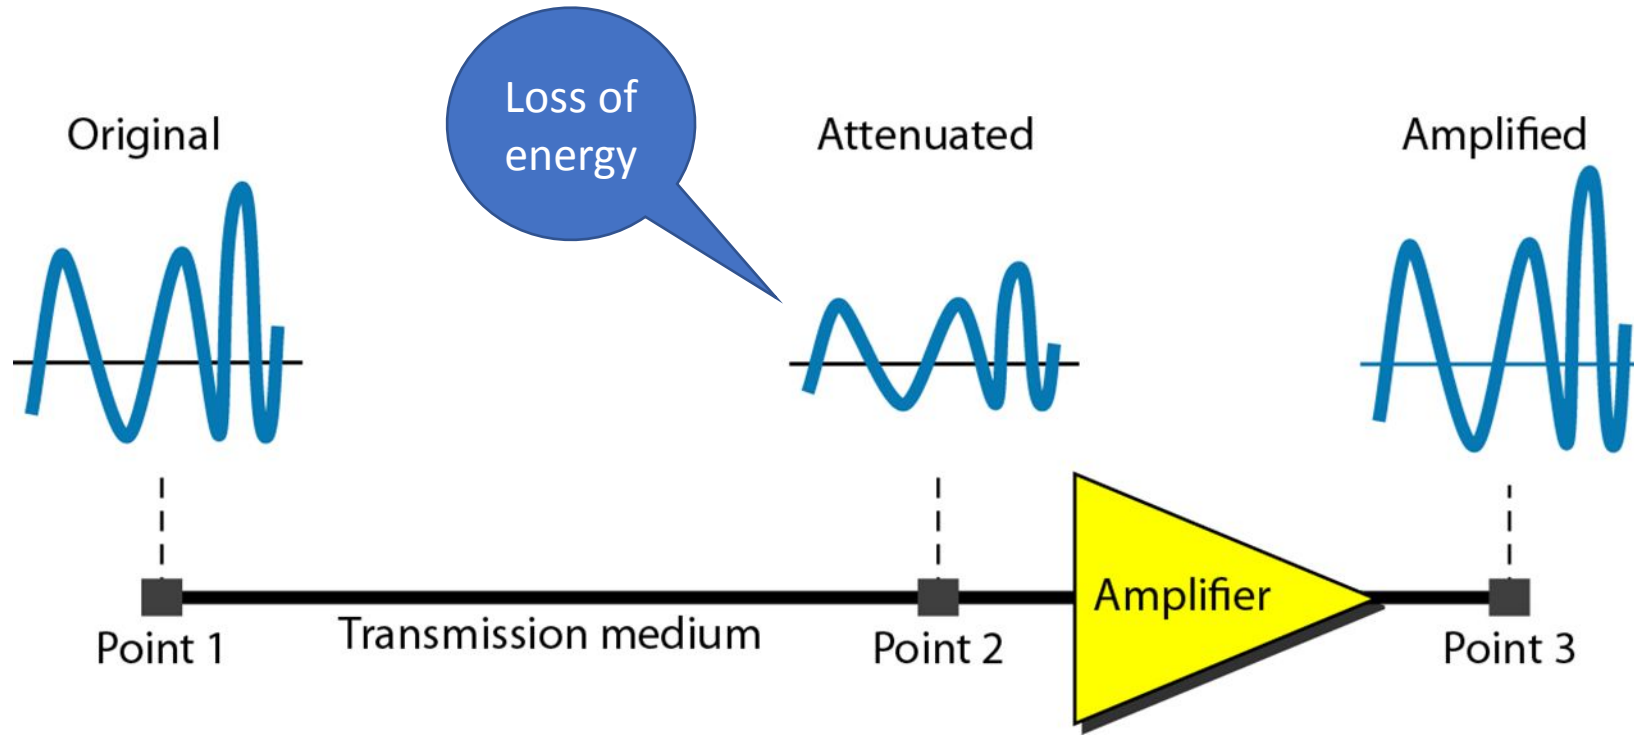 Loss of
energy
Original
Attenuated
Amplified
Amplifier
Transmission medium
Point 1
Point 2
Point 3